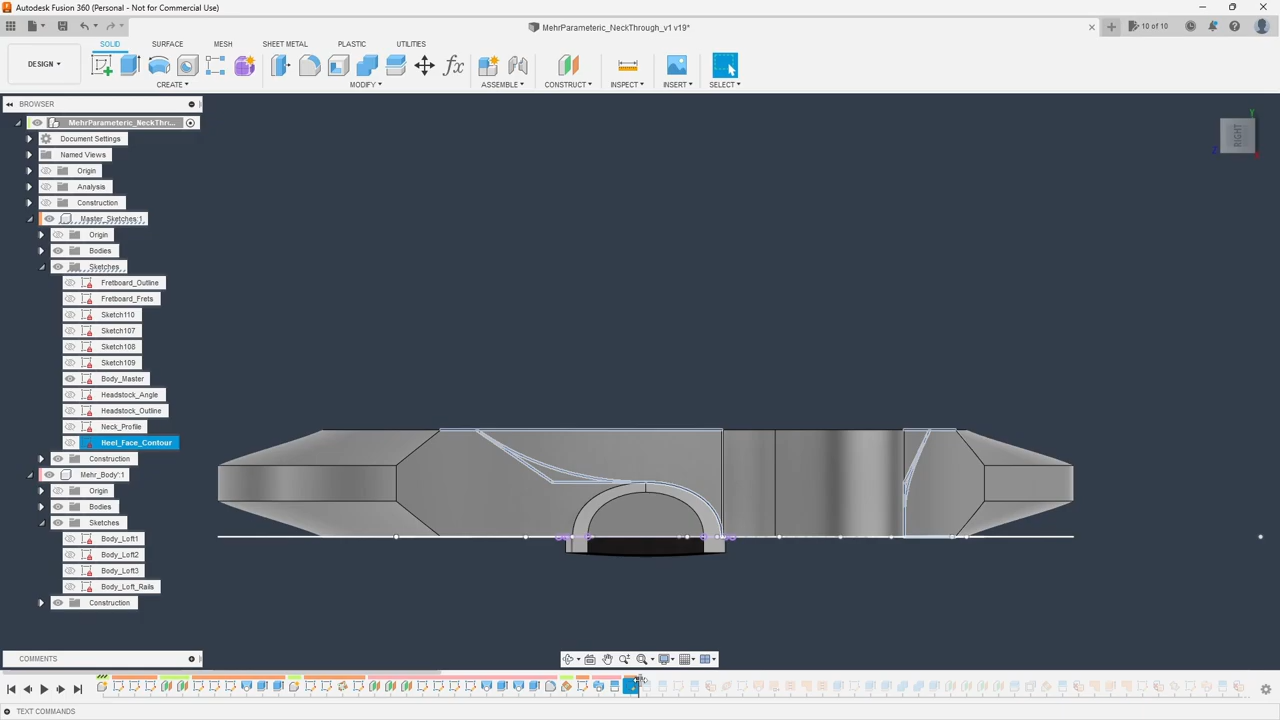 Autodesk Fusion 360 (Personal - Not for Commercial Use)
MehrParameteric_NeckThrough_v1 v19*
10 of 10
DESIGN
SOLID
SURFACE
MESH
SHEET METAL
PLASTIC
UTILITIES
CREATE
MODIFY
ASSEMBLE
CONSTRUCT
INSPECT
INSERT
SELECT
BROWSER
MehrParameteric_NeckThr...
Document Settings
Named Views
Origin
Analysis
Construction
Master_Sketches:1
Origin
Bodies
Sketches
Fretboard_Outline
Fretboard_Frets
Sketch110
Sketch107
Sketch108
Sketch109
Body_Master
Headstock_Angle
Headstock_Outline
Neck_Profile
Heel_Face_Contour
Construction
Mehr_Body':1
Origin
Bodies
Sketches
Body_Loft1
Body_Loft2
Body_Loft3
Body_Loft_Rails
Construction
RIGHT
Y
Z
COMMENTS
TEXT COMMANDS